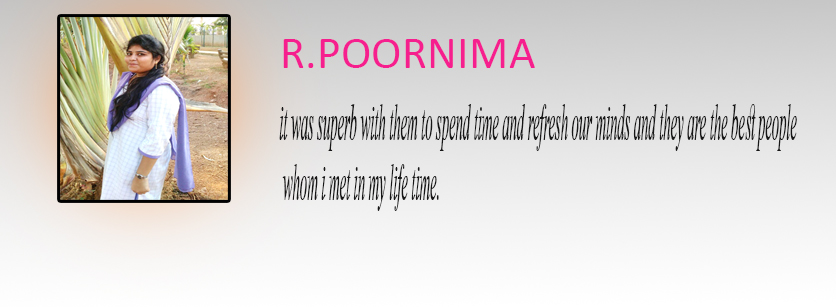 R.POORNIMA
it was superb with them to spend time and refresh our minds and they are the best people
whom i met in my life time.